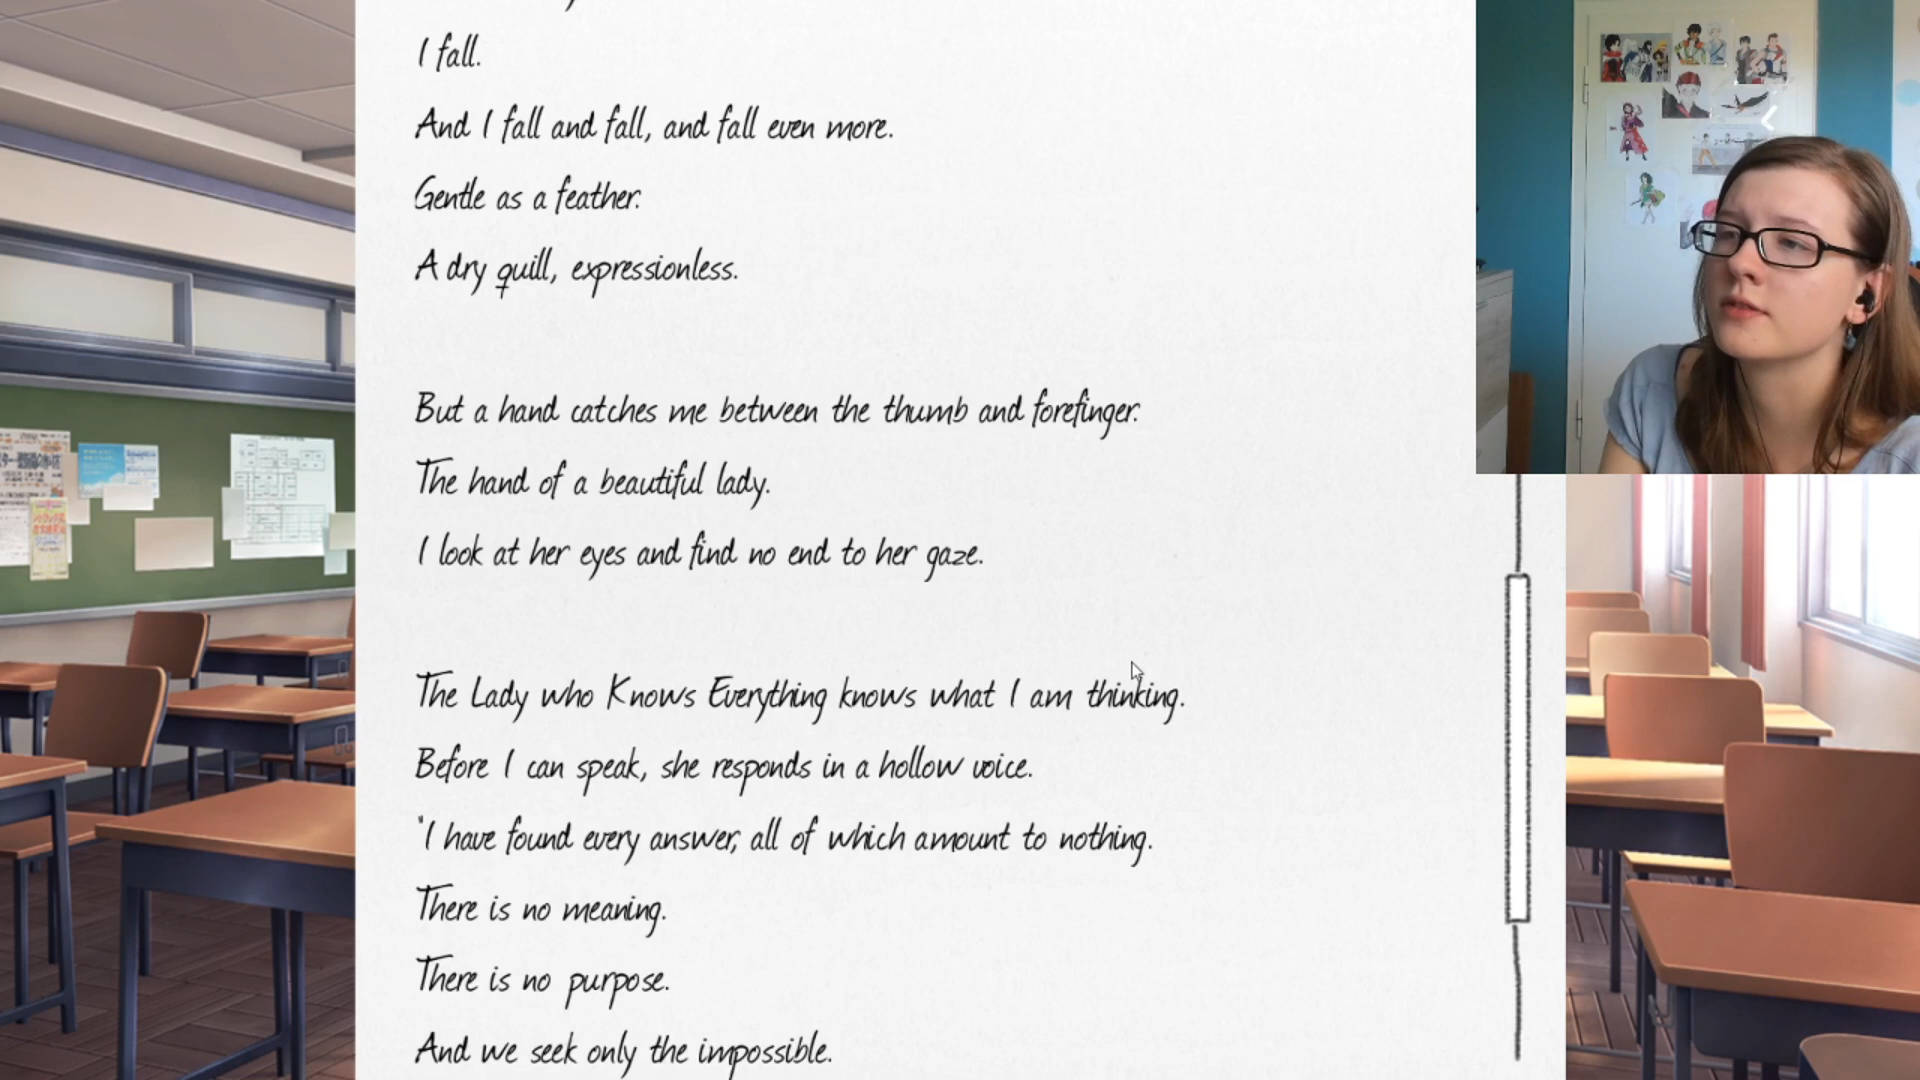 I fall.
And I fall and fall, and fall even more.
Gentle as a feather.
A dry quill, expressionless.
But a hand catches me between the thumb and forefinger.
The hand of a beautiful lady.
I look at her eyes and find no end to her gaze.
The Lady who Knows Everything knows what I am thinking.
Before I can speak, she responds in a hollow voice.
"I have found every answer, all of which amount to nothing.
There is no meaning.
There is no purpose.
And we seek only the impossible.